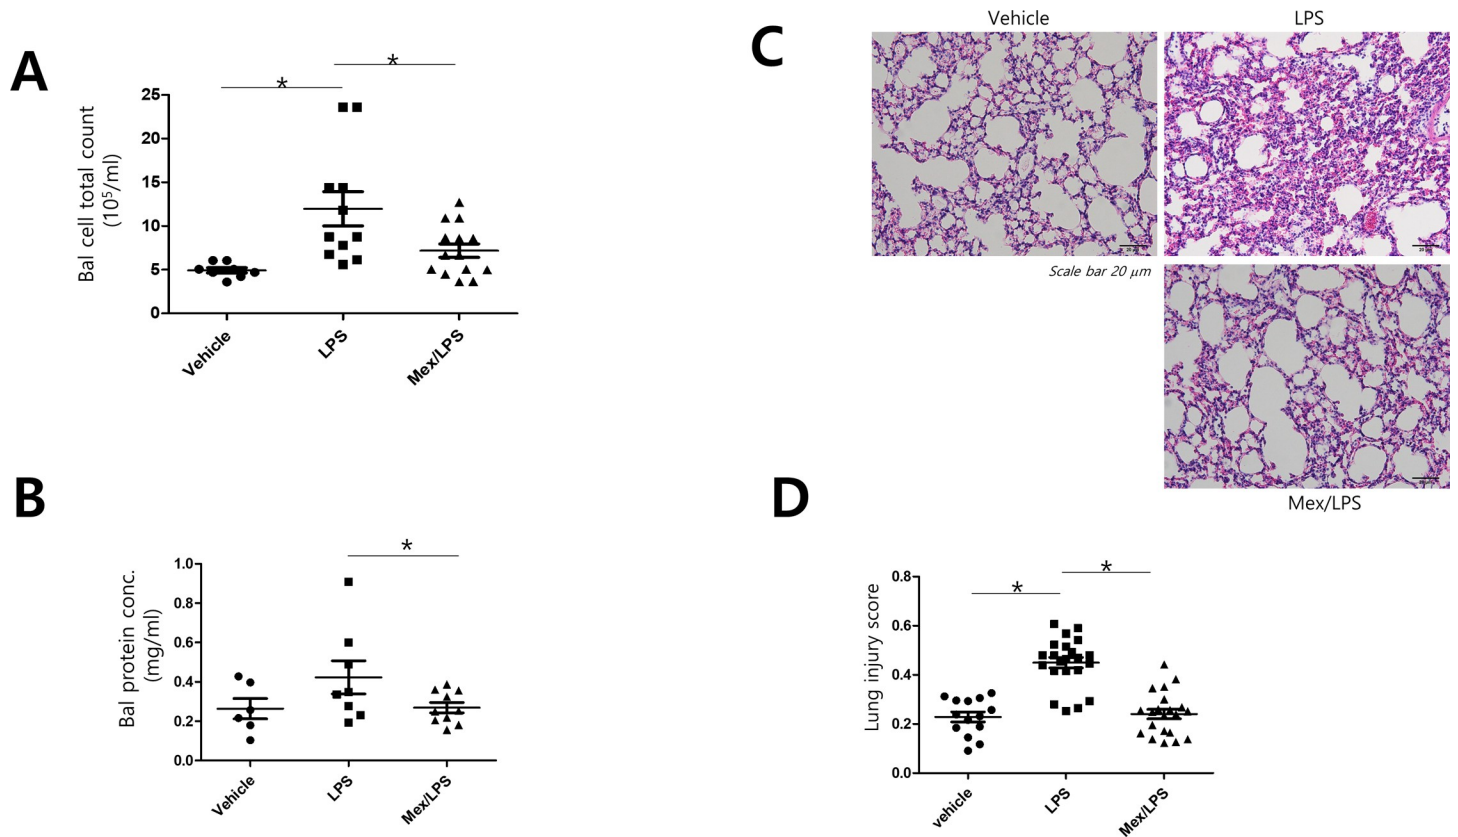 A
Bal cell total count
(10⁵/ml)
25
20
15
10
5
0
*
*
Vehicle
LPS
Mex/LPS
B
Bal protein conc.
(mg/ml)
1.0
0.8
0.6
0.4
0.2
0.0
*
Vehicle
LPS
Mex/LPS
C
Vehicle
LPS
Scale bar 20 μm
Mex/LPS
D
Lung injury score
0.8
0.6
0.4
0.2
0.0
*
*
vehicle
LPS
Mex/LPS